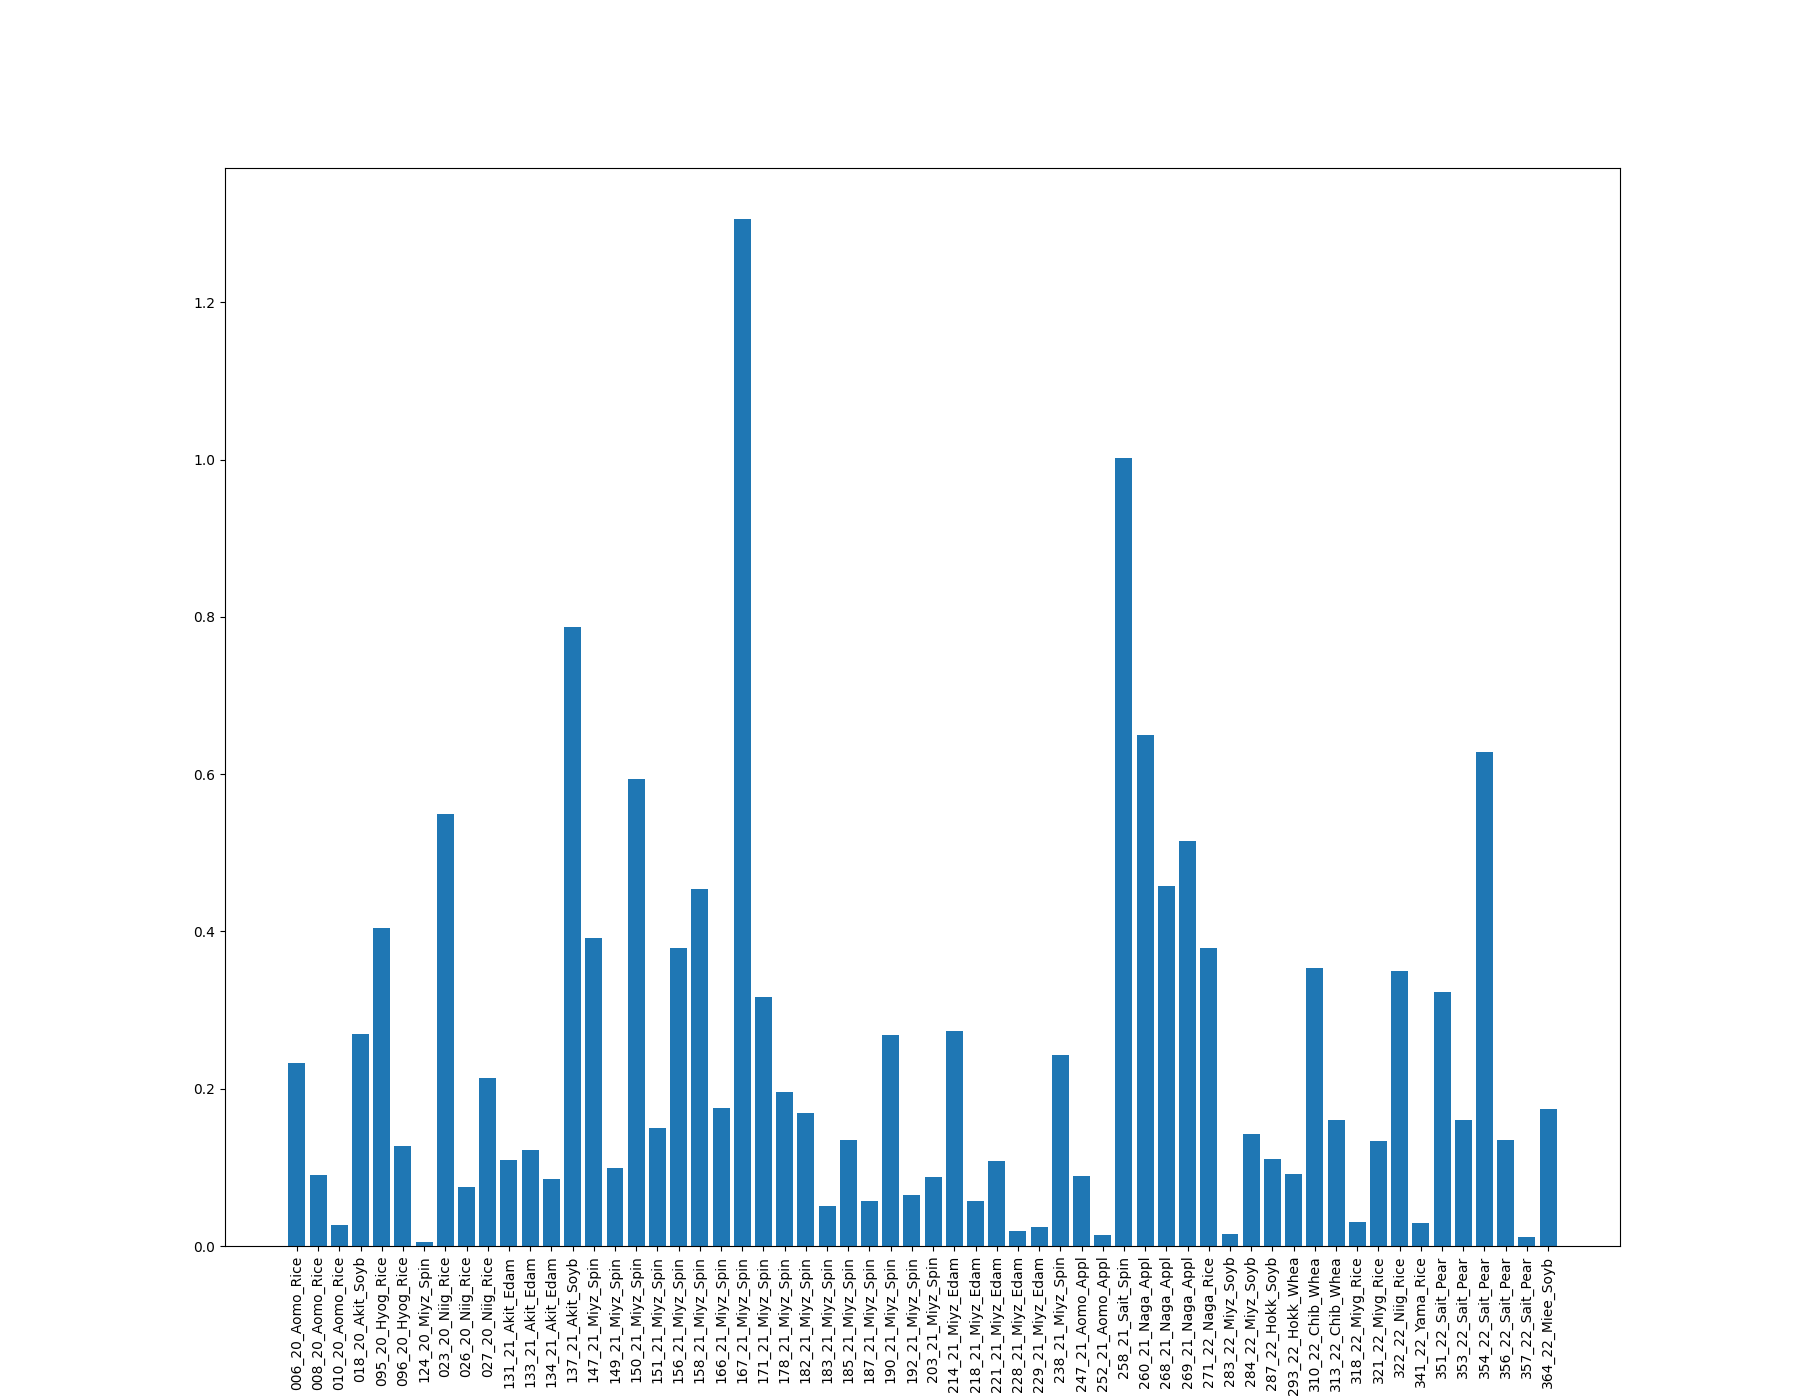 1.2
1.0
0.8
0.6
0.4
0.2
0.0
006_20_Aomo_Rice
008_20_Aomo_Rice
010_20_Aomo_Rice
018_20_Akit_Soyb
095_20_Hyog_Rice
096_20_Hyog_Rice
124_20_Miyz_Spin
023_20_Niig_Rice
026_20_Niig_Rice
027_20_Niig_Rice
131_21_Akit_Edam
133_21_Akit_Edam
134_21_Akit_Edam
137_21_Akit_Soyb
147_21_Miyz_Spin
149_21_Miyz_Spin
150_21_Miyz_Spin
151_21_Miyz_Spin
156_21_Miyz_Spin
158_21_Miyz_Spin
166_21_Miyz_Spin
167_21_Miyz_Spin
171_21_Miyz_Spin
178_21_Miyz_Spin
182_21_Miyz_Spin
183_21_Miyz_Spin
185_21_Miyz_Spin
187_21_Miyz_Spin
190_21_Miyz_Spin
192_21_Miyz_Spin
203_21_Miyz_Spin
214_21_Miyz_Edam
218_21_Miyz_Edam
221_21_Miyz_Edam
228_21_Miyz_Edam
229_21_Miyz_Edam
238_21_Miyz_Spin
247_21_Aomo_Appl
252_21_Aomo_Appl
258_21_Sait_Spin
260_21_Naga_Appl
268_21_Naga_Appl
269_21_Naga_Appl
271_22_Naga_Rice
283_22_Miyz_Soyb
284_22_Miyz_Soyb
287_22_Hokk_Soyb
293_22_Hokk_Whea
310_22_Chib_Whea
313_22_Chib_Whea
318_22_Miyg_Rice
321_22_Miyg_Rice
322_22_Niig_Rice
341_22_Yama_Rice
351_22_Sait_Pear
353_22_Sait_Pear
354_22_Sait_Pear
356_22_Sait_Pear
357_22_Sait_Pear
364_22_Miee_Soyb